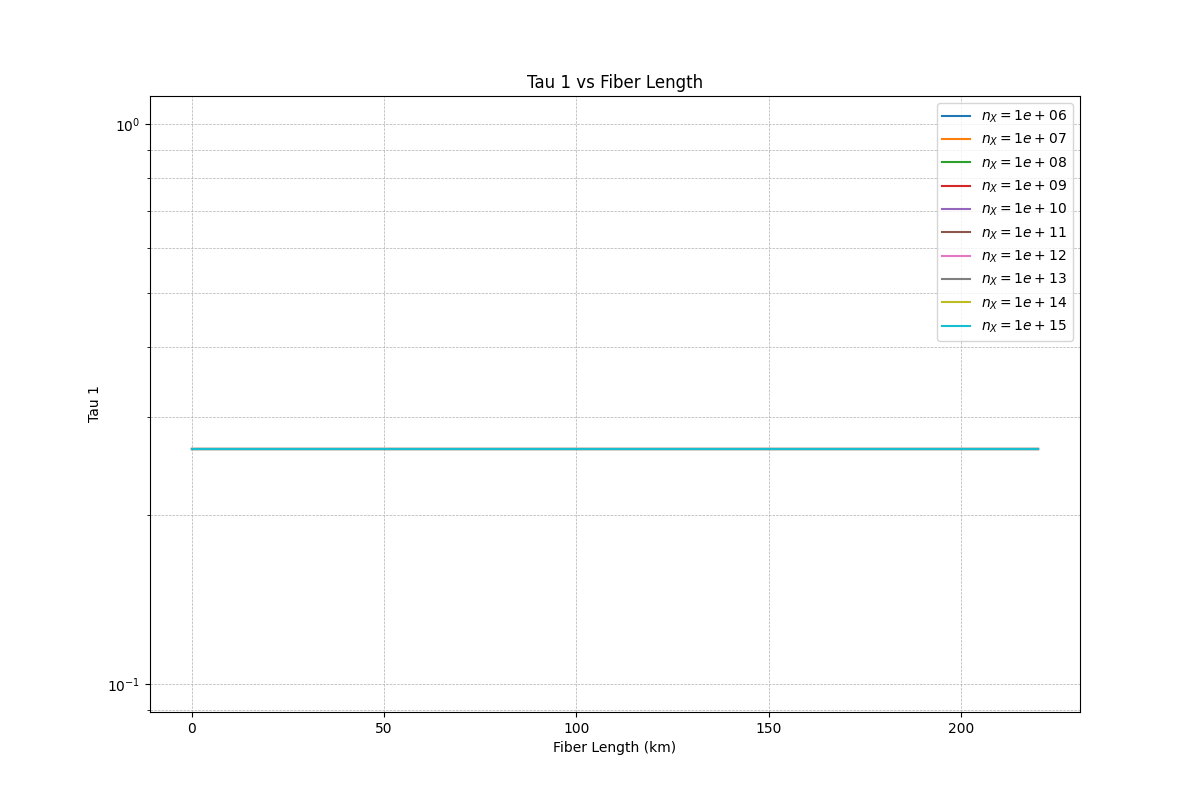 Tau 1 vs Fiber Length
10⁰
10⁻¹
Tau 1
n_X = 1e + 06
n_X = 1e + 07
n_X = 1e + 08
n_X = 1e + 09
n_X = 1e + 10
n_X = 1e + 11
n_X = 1e + 12
n_X = 1e + 13
n_X = 1e + 14
n_X = 1e + 15
0 50 100 150 200
Fiber Length (km)